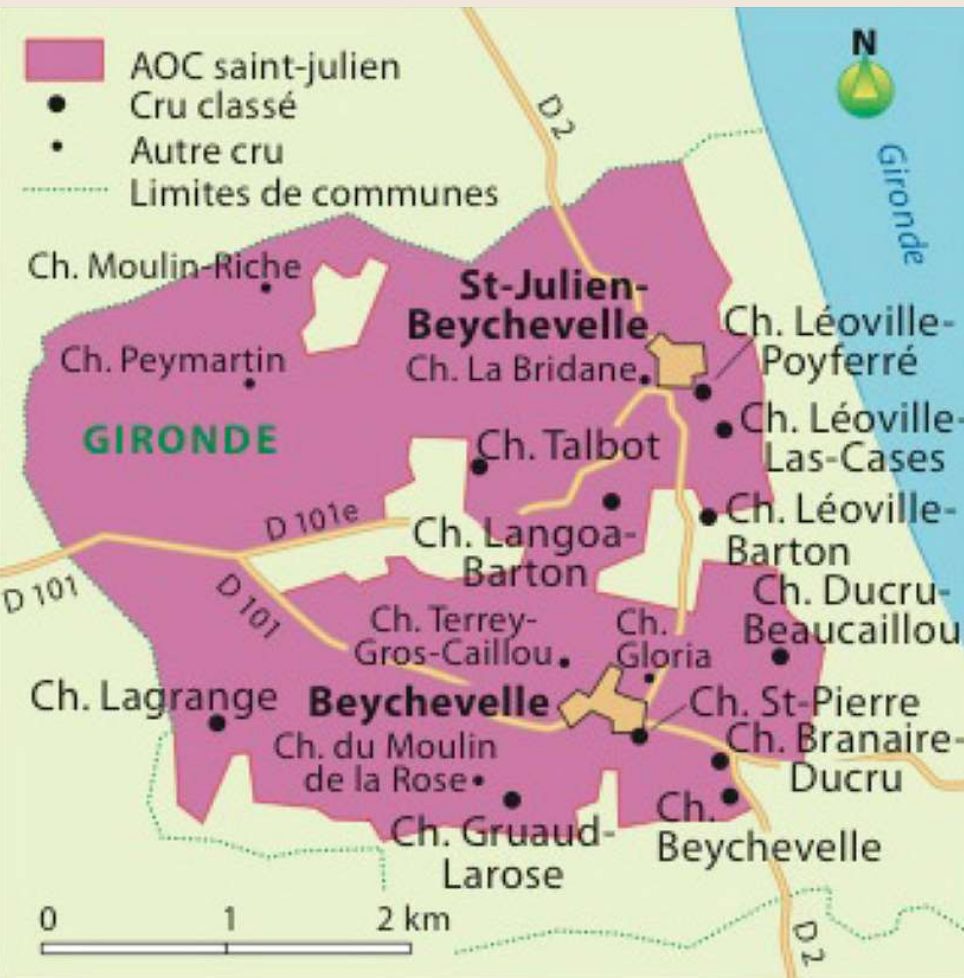 AOC saint-julien
Cru classé
Autre cru
Limites de communes
N
Gironde
D 2
Ch. Moulin-Riche
St-Julien-
Beychevelle
Ch. Léoville-
Poyferré
Ch. Peymartin
Ch. La Bridane
GIRONDE
Ch. Talbot
Ch. Léoville-
Las-Cases
D 101e
Ch. Langoa-
Barton
Ch. Léoville-
Barton
D 101
D 101
Ch. Ducru-
Beaucaillou
Ch. Terrey-
Gros-Caillou
Ch.
Gloria
Ch. Lagrange
Beychevelle
Ch. St-Pierre
Ch. du Moulin
de la Rose
Ch. Branaire-
Ducru
Ch. Gruaud-
Larose
Ch.
Beychevelle
0 1 2 km
D 2